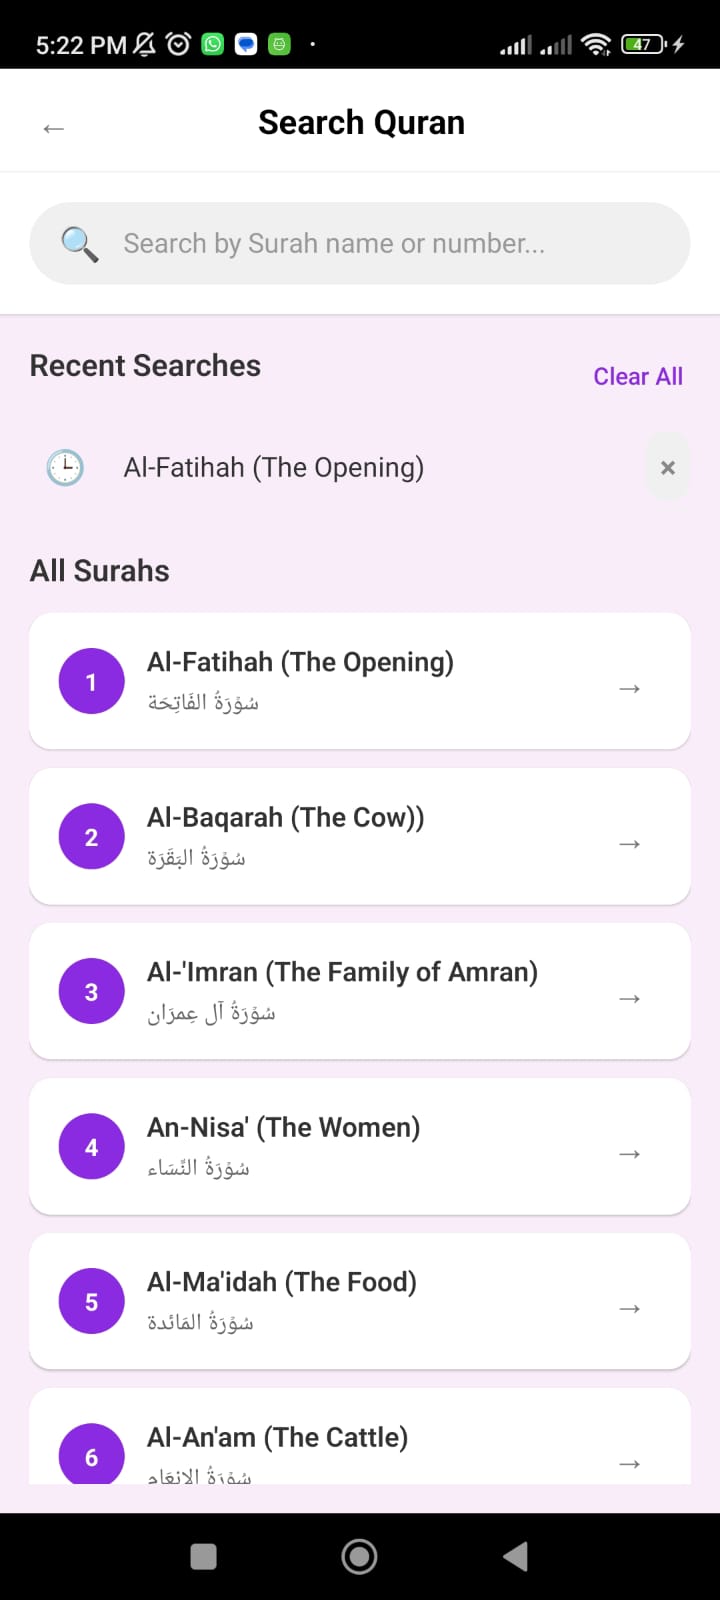 5:22 PM
47
← Search Quran
Search by Surah name or number...
Recent Searches
Clear All
Al-Fatihah (The Opening)
×
All Surahs
1
Al-Fatihah (The Opening)
سُوْرَةُ الفَاتِحَة
→
2
Al-Baqarah (The Cow))
سُوْرَةُ البَقَرَة
→
3
Al-'Imran (The Family of Amran)
سُوْرَةُ آل عِمرَان
→
4
An-Nisa' (The Women)
سُوْرَةُ النِّسَاء
→
5
Al-Ma'idah (The Food)
سُوْرَةُ المَائدة
→
6
Al-An'am (The Cattle)
سُوْرَةُ الانعَام
→